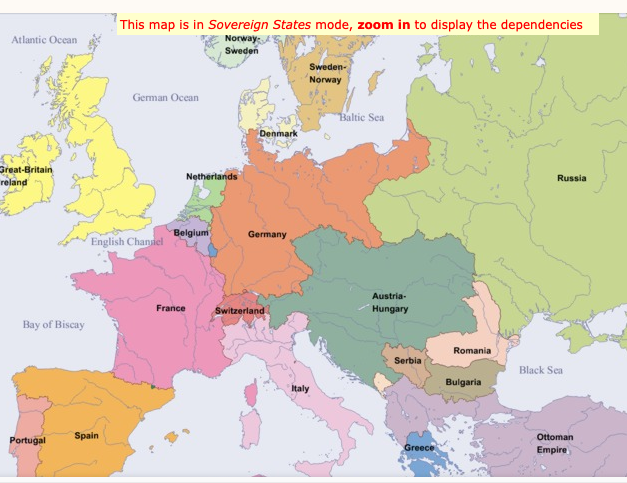 This map is in Sovereign States mode, zoom in to display the dependencies
Atlantic Ocean
Norway-
Sweden
Sweden-
Norway
German Ocean
Baltic Sea
Denmark
Great-Britain
Ireland
Netherlands
Russia
Belgium
English Channel
Germany
Austria-
Hungary
France
Switzerland
Bay of Biscay
Romania
Serbia
Black Sea
Bulgaria
Italy
Portugal
Spain
Greece
Ottoman
Empire